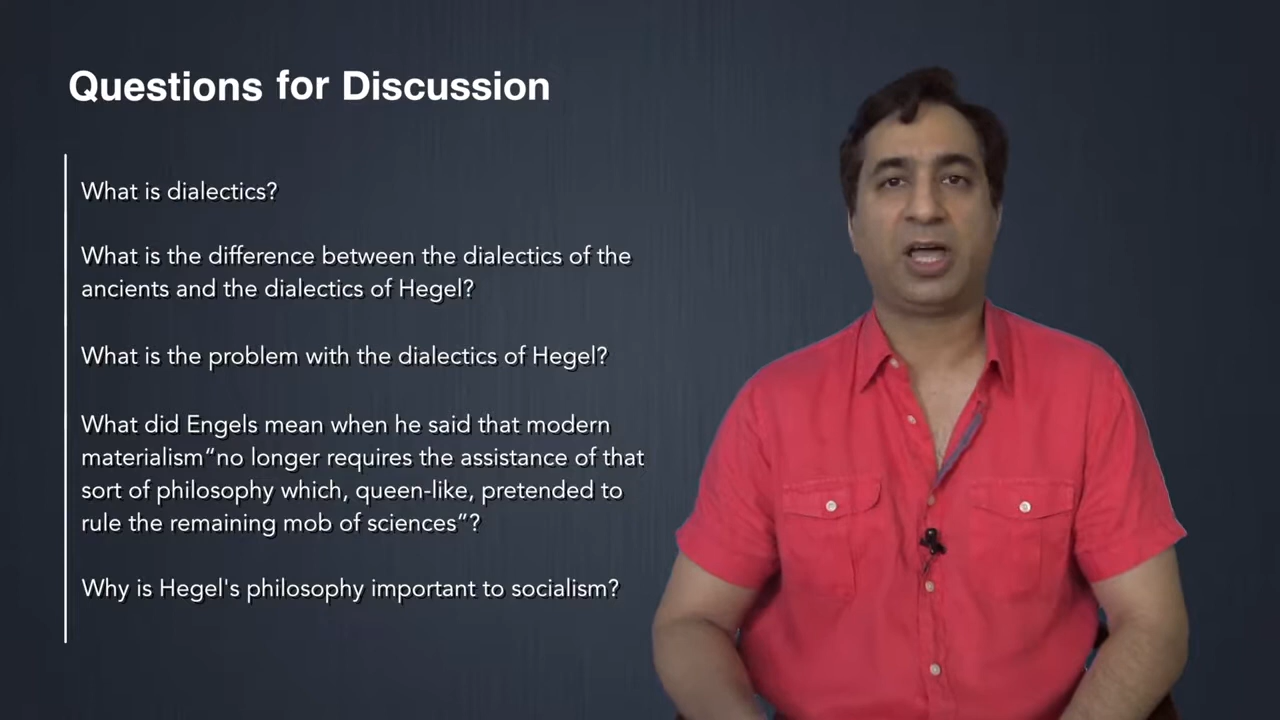 Questions for Discussion
What is dialectics?
What is the difference between the dialectics of the
ancients and the dialectics of Hegel?
What is the problem with the dialectics of Hegel?
What did Engels mean when he said that modern
materialism“no longer requires the assistance of that
sort of philosophy which, queen-like, pretended to
rule the remaining mob of sciences”?
Why is Hegel's philosophy important to socialism?